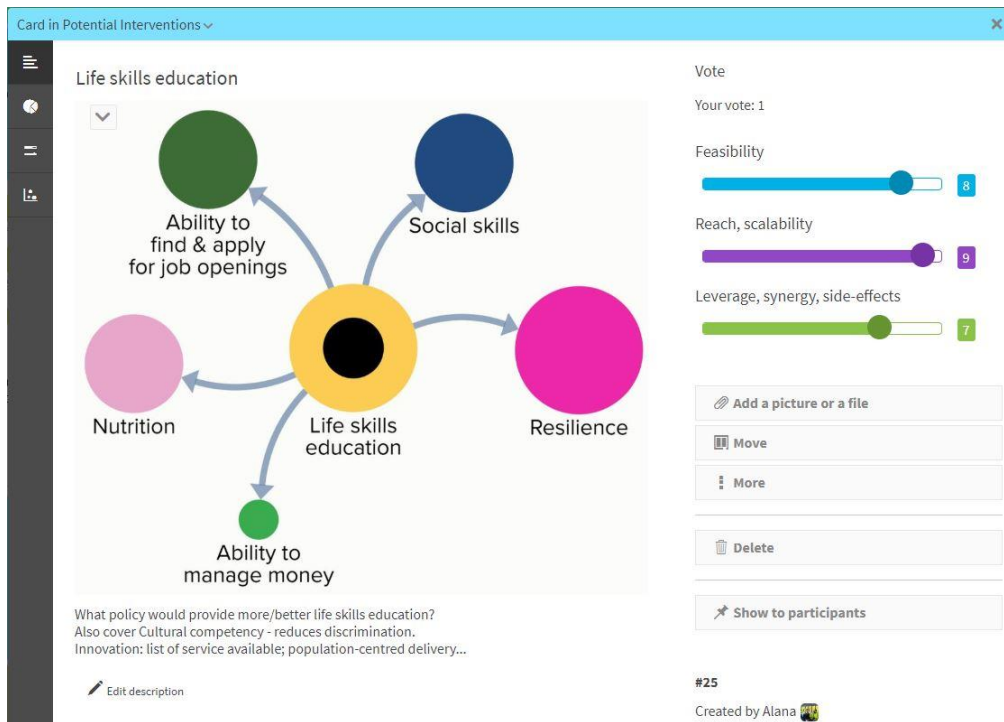 Card in Potential Interventions
Life skills education
Ability to
find & apply
for job openings
Social skills
Nutrition
Life skills
education
Resilience
Ability to
manage money
What policy would provide more/better life skills education?
Also cover Cultural competency - reduces discrimination.
Innovation: list of service available; population-centred delivery...
Edit description
Vote
Your vote: 1
Feasibility
8
Reach, scalability
9
Leverage, synergy, side-effects
7
Add a picture or a file
Move
More
Delete
Show to participants
#25
Created by Alana